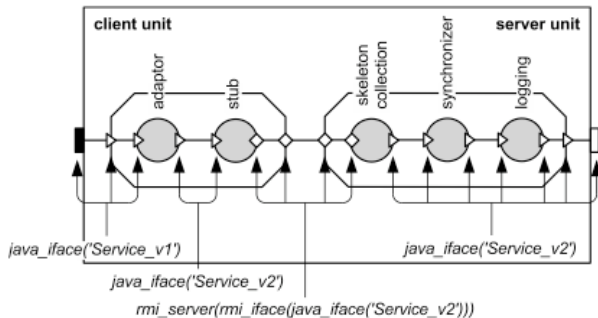 client unit
server unit
adaptor
stub
skeleton
collection
synchronizer
logging
java_iface('Service_v1')
java_iface('Service_v2')
java_iface('Service_v2')
rmi_server(rmi_iface(java_iface('Service_v2')))